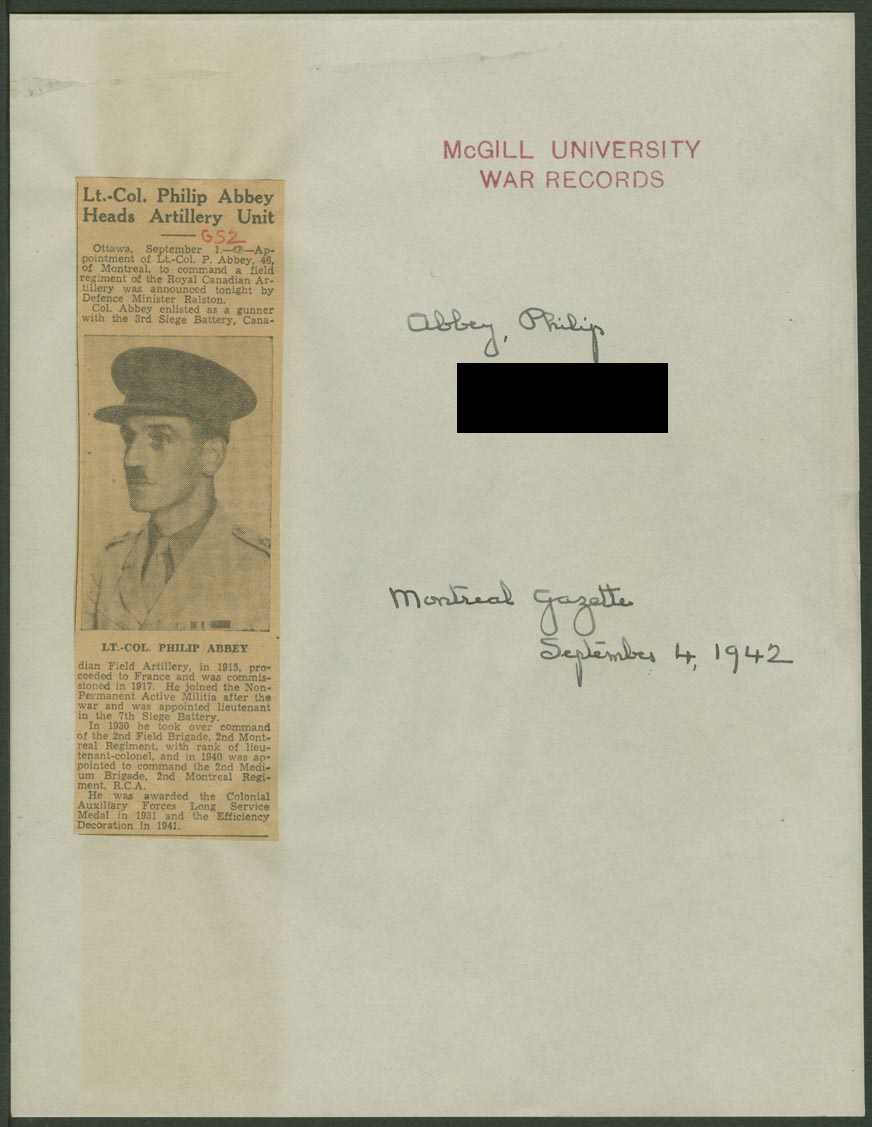 McGILL UNIVERSITY
WAR RECORDS
Lt.-Col. Philip Abbey
Heads Artillery Unit
G52
Ottawa, September 1.—CP—Ap-
pointment of Lt.-Col. P. Abbey, 46,
of Montreal, to command a field
regiment of the Royal Canadian Ar-
tillery was announced tonight by
Defence Minister Ralston.
Col. Abbey enlisted as a gunner
with the 3rd Siege Battery, Cana-
LT.-COL. PHILIP ABBEY
dian Field Artillery, in 1915, pro-
ceeded to France and was commis-
sioned in 1917. He joined the Non-
Permanent Active Militia after the
war and was appointed lieutenant
in the 7th Siege Battery.
In 1930 he took over command
of the 2nd Field Brigade, 2nd Mont-
real Regiment, with rank of lieu-
tenant-colonel, and in 1940 was ap-
pointed to command the 2nd Medi-
um Brigade, 2nd Montreal Regi-
ment, R.C.A.
He was awarded the Colonial
Auxiliary Forces Long Service
Medal in 1931 and the Efficiency
Decoration in 1941.
Abbey, Philip
Montreal Gazette
September 4, 1942